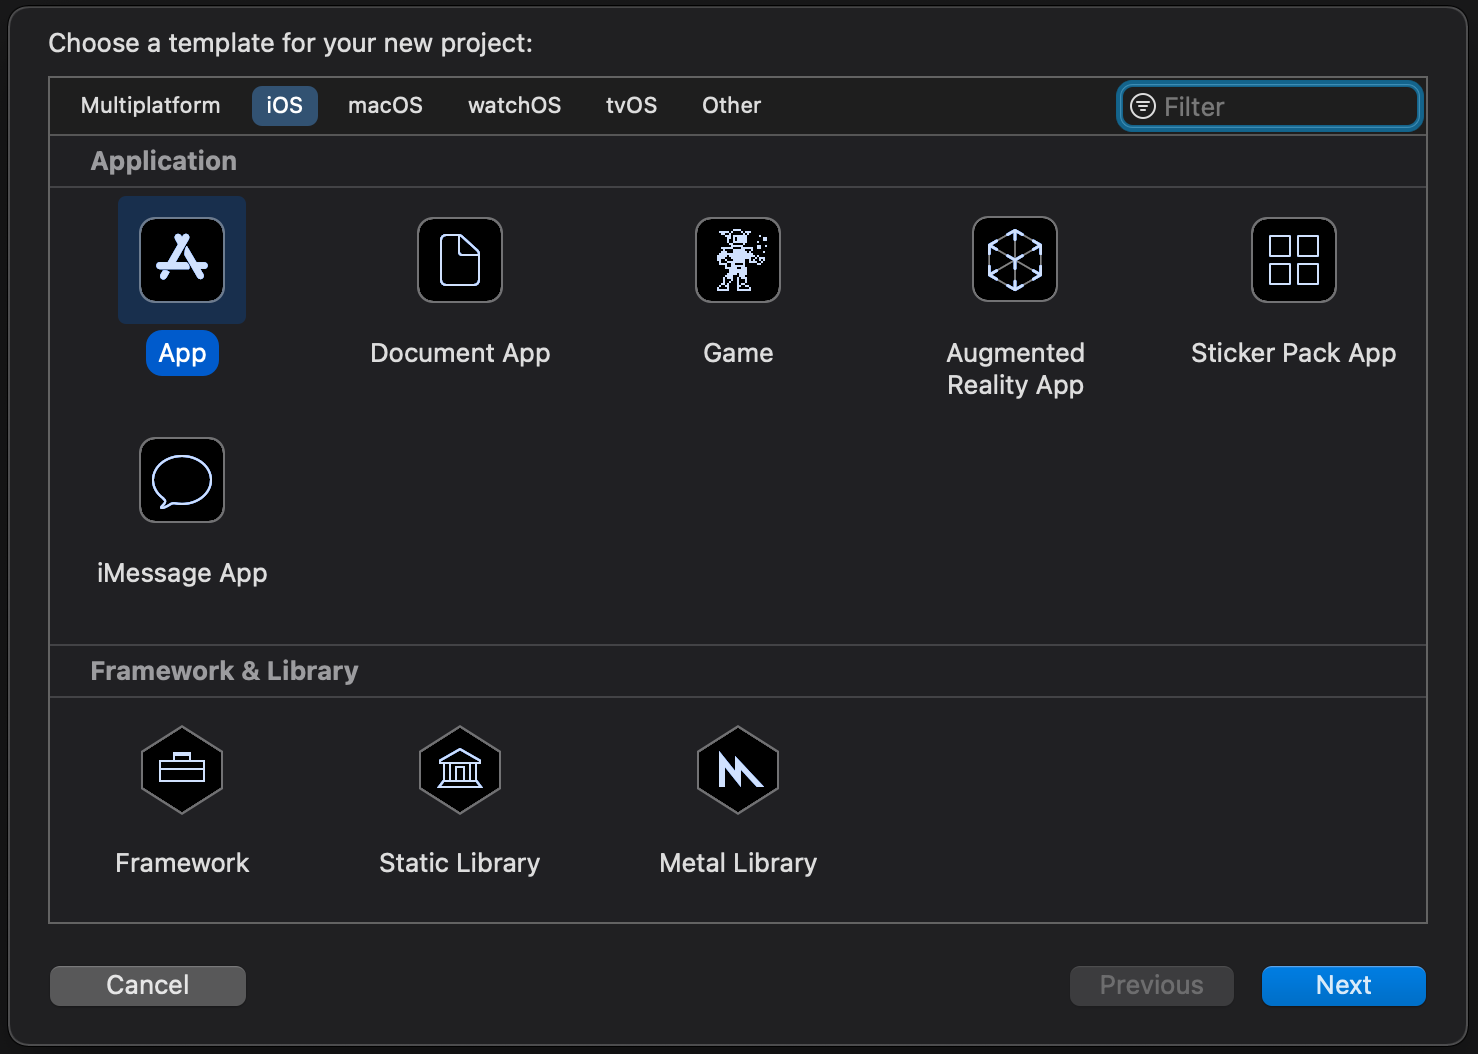 Choose a template for your new project:
Multiplatform iOS macOS watchOS tvOS Other Filter
Application
App Document App Game Augmented Reality App Sticker Pack App
iMessage App
Framework & Library
Framework Static Library Metal Library
Cancel Previous Next